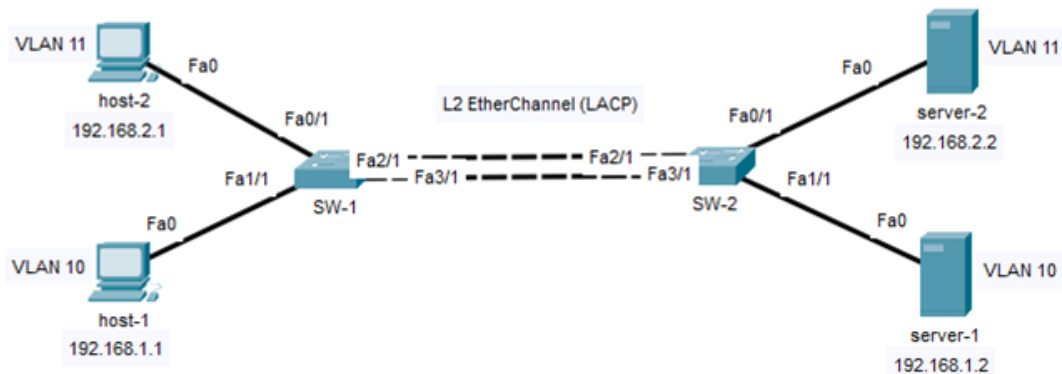 VLAN 11
Fa0
host-2
192.168.2.1
Fa0/1
Fa2/1
Fa3/1
Fa1/1
SW-1
Fa0
VLAN 10
host-1
192.168.1.1
L2 EtherChannel (LACP)
Fa0
VLAN 11
server-2
192.168.2.2
Fa0/1
Fa2/1
Fa3/1
Fa1/1
SW-2
Fa0
VLAN 10
server-1
192.168.1.2